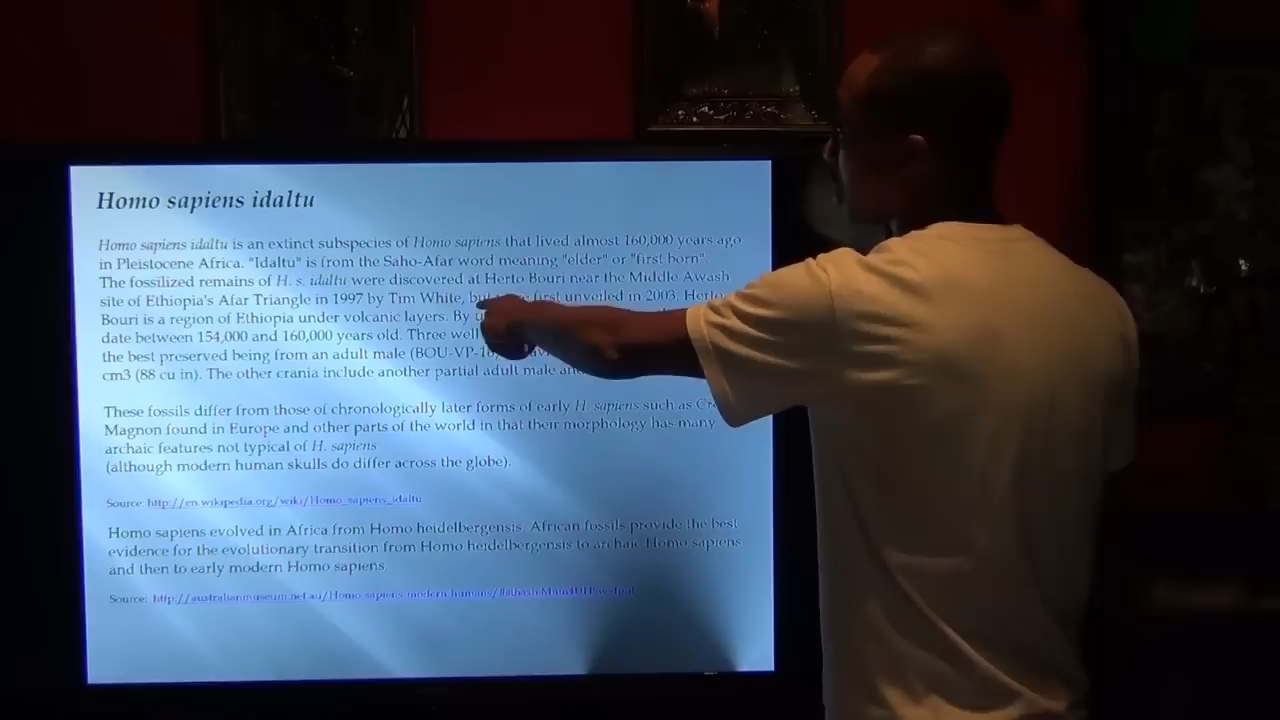 Homo sapiens idaltu
Homo sapiens idaltu is an extinct subspecies of Homo sapiens that lived almost 160,000 years ago
in Pleistocene Africa. "Idaltu" is from the Saho-Afar word meaning "elder" or "first born".
The fossilized remains of H. s. idaltu were discovered at Herto Bouri near the Middle Awash
site of Ethiopia's Afar Triangle in 1997 by Tim White, but first unveiled in 2003. Herto
Bouri is a region of Ethiopia under volcanic layers. By
date between 154,000 and 160,000 years old. Three well
the best preserved being from an adult male (BOU-VP-16
cm3 (88 cu in). The other crania include another partial adult male
These fossils differ from those of chronologically later forms of early H. sapiens such as
Magnon found in Europe and other parts of the world in that their morphology has many
archaic features not typical of H. sapiens
(although modern human skulls do differ across the globe).
Source: http://en.wikipedia.org/wiki/Homo_sapiens_idaltu
Homo sapiens evolved in Africa from Homo heidelbergensis. African fossils provide the best
evidence for the evolutionary transition from Homo heidelbergensis to archaic Homo sapiens
and then to early modern Homo sapiens.
Source: